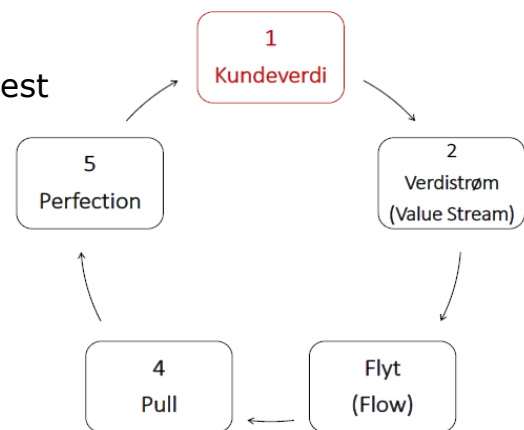 est
1
Kundeverdi
2
Verdistrøm
(Value Stream)
Flyt
(Flow)
4
Pull
5
Perfection